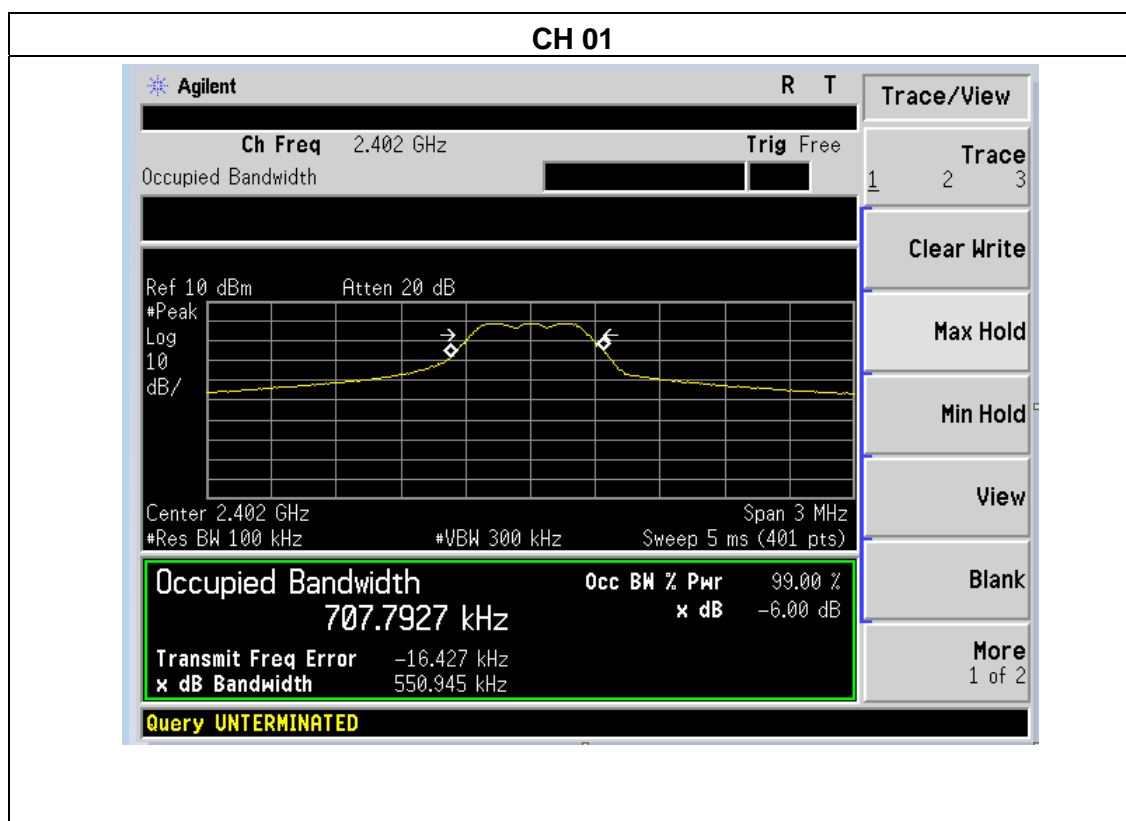 CH 01
Agilent R T
Trace/View
Ch Freq 2.402 GHz Trig Free
Occupied Bandwidth
Trace
1 2 3
Clear Write
Ref 10 dBm Atten 20 dB
#Peak
Log
10
dB/
Max Hold
Min Hold
View
Center 2.402 GHz Span 3 MHz
#Res BW 100 kHz #VBW 300 kHz Sweep 5 ms (401 pts)
Occupied Bandwidth Occ BW % Pwr 99.00 %
707.7927 kHz x dB -6.00 dB
Blank
Transmit Freq Error -16.427 kHz
x dB Bandwidth 550.945 kHz
More
1 of 2
Query UNTERMINATED